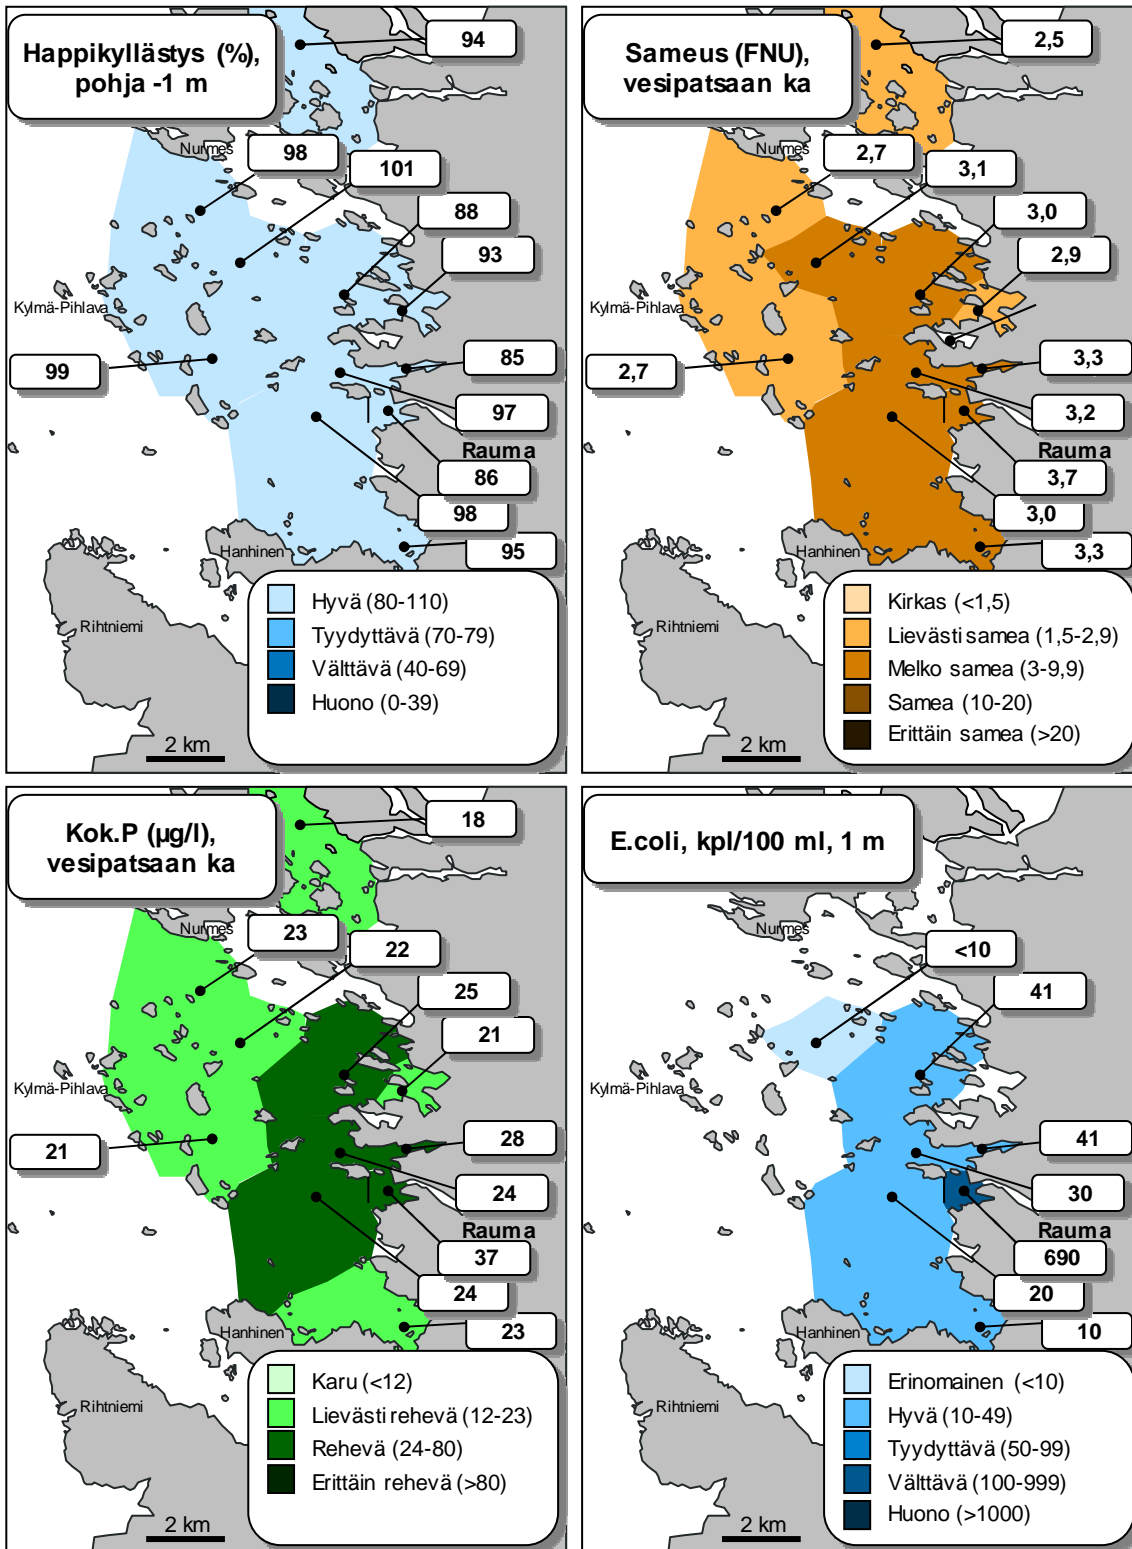 Happikyllästys (%),
pohja -1 m
94
Nurmes
98
101
88
93
Kylmä-Pihlava
99
85
97
Rauma
86
98
Hanhinen
95
Rihtniemi
Hyvä (80-110)
Tyydyttävä (70-79)
Välttävä (40-69)
Huono (0-39)
2 km
Sameus (FNU),
vesipatsaan ka
2,5
Nurmes
2,7
3,1
3,0
2,9
Kylmä-Pihlava
2,7
3,3
3,2
Rauma
3,7
3,0
Hanhinen
3,3
Rihtniemi
Kirkas (<1,5)
Lievästi samea (1,5-2,9)
Melko samea (3-9,9)
Samea (10-20)
Erittäin samea (>20)
2 km
Kok.P (µg/l),
vesipatsaan ka
18
Nurmes
23
22
25
21
Kylmä-Pihlava
21
28
24
Rauma
37
24
Hanhinen
23
Rihtniemi
Karu (<12)
Lievästi rehevä (12-23)
Rehevä (24-80)
Erittäin rehevä (>80)
2 km
E.coli, kpl/100 ml, 1 m
Nurmes
<10
41
Kylmä-Pihlava
41
30
Rauma
690
20
Hanhinen
10
Rihtniemi
Erinomainen (<10)
Hyvä (10-49)
Tyydyttävä (50-99)
Välttävä (100-999)
Huono (>1000)
2 km